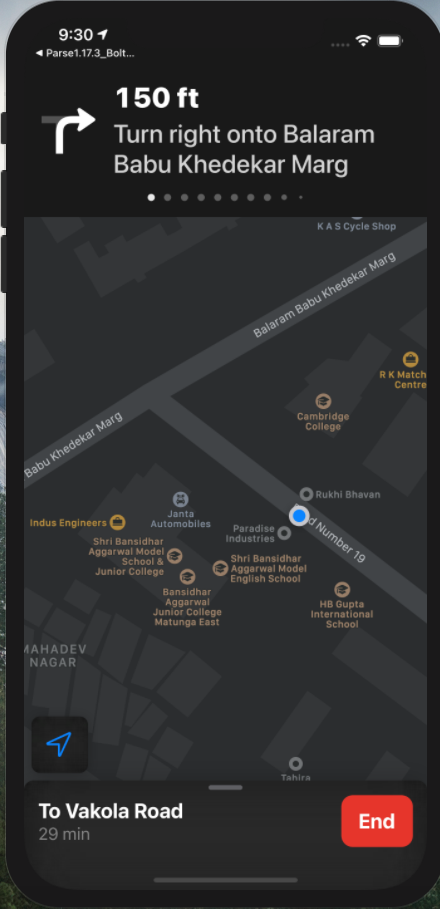 9:30
◀ Parse1.17.3_Bolt...
150 ft
Turn right onto Balaram
Babu Khedekar Marg
K A S Cycle Shop
Balaram Babu Khedekar Marg
R K Match
Centre
Cambridge
College
Babu Khedekar Marg
Rukhi Bhavan
Janta
Automobiles
Indus Engineers
d Number 19
Paradise
Industries
Shri Bansidhar
Aggarwal Model
School &
Junior College
Shri Bansidhar
Aggarwal Model
English School
Bansidhar
Aggarwal
Junior College
Matunga East
HB Gupta
International
School
MAHADEV
NAGAR
Tahira
To Vakola Road
29 min
End